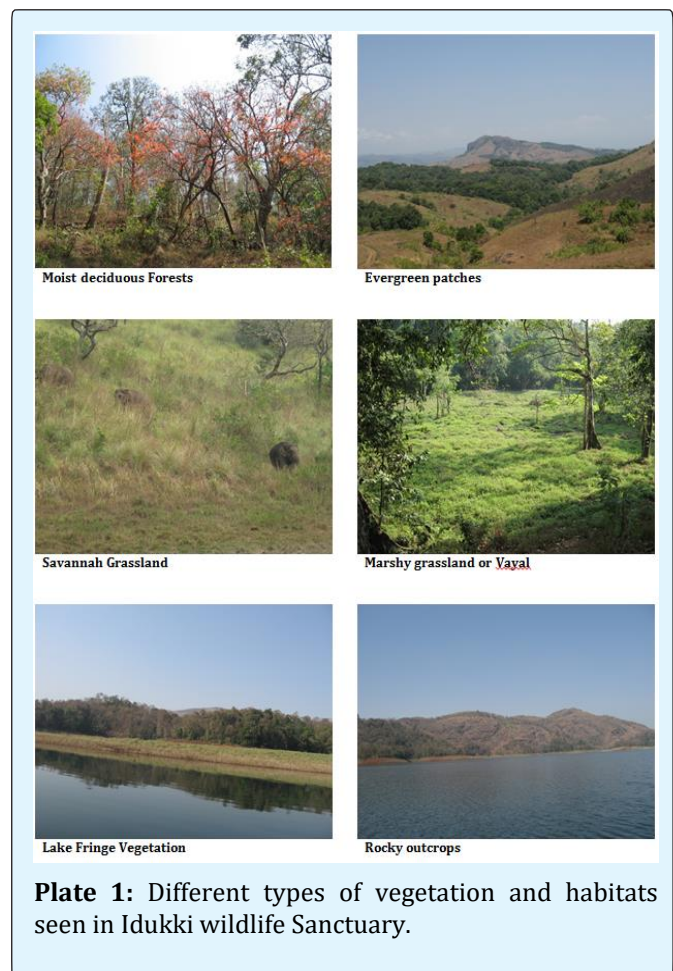 Moist deciduous Forests
Evergreen patches
Savannah Grassland
Marshy grassland or Vayal
Lake Fringe Vegetation
Rocky outcrops
Plate 1: Different types of vegetation and habitats
seen in Idukki wildlife Sanctuary.